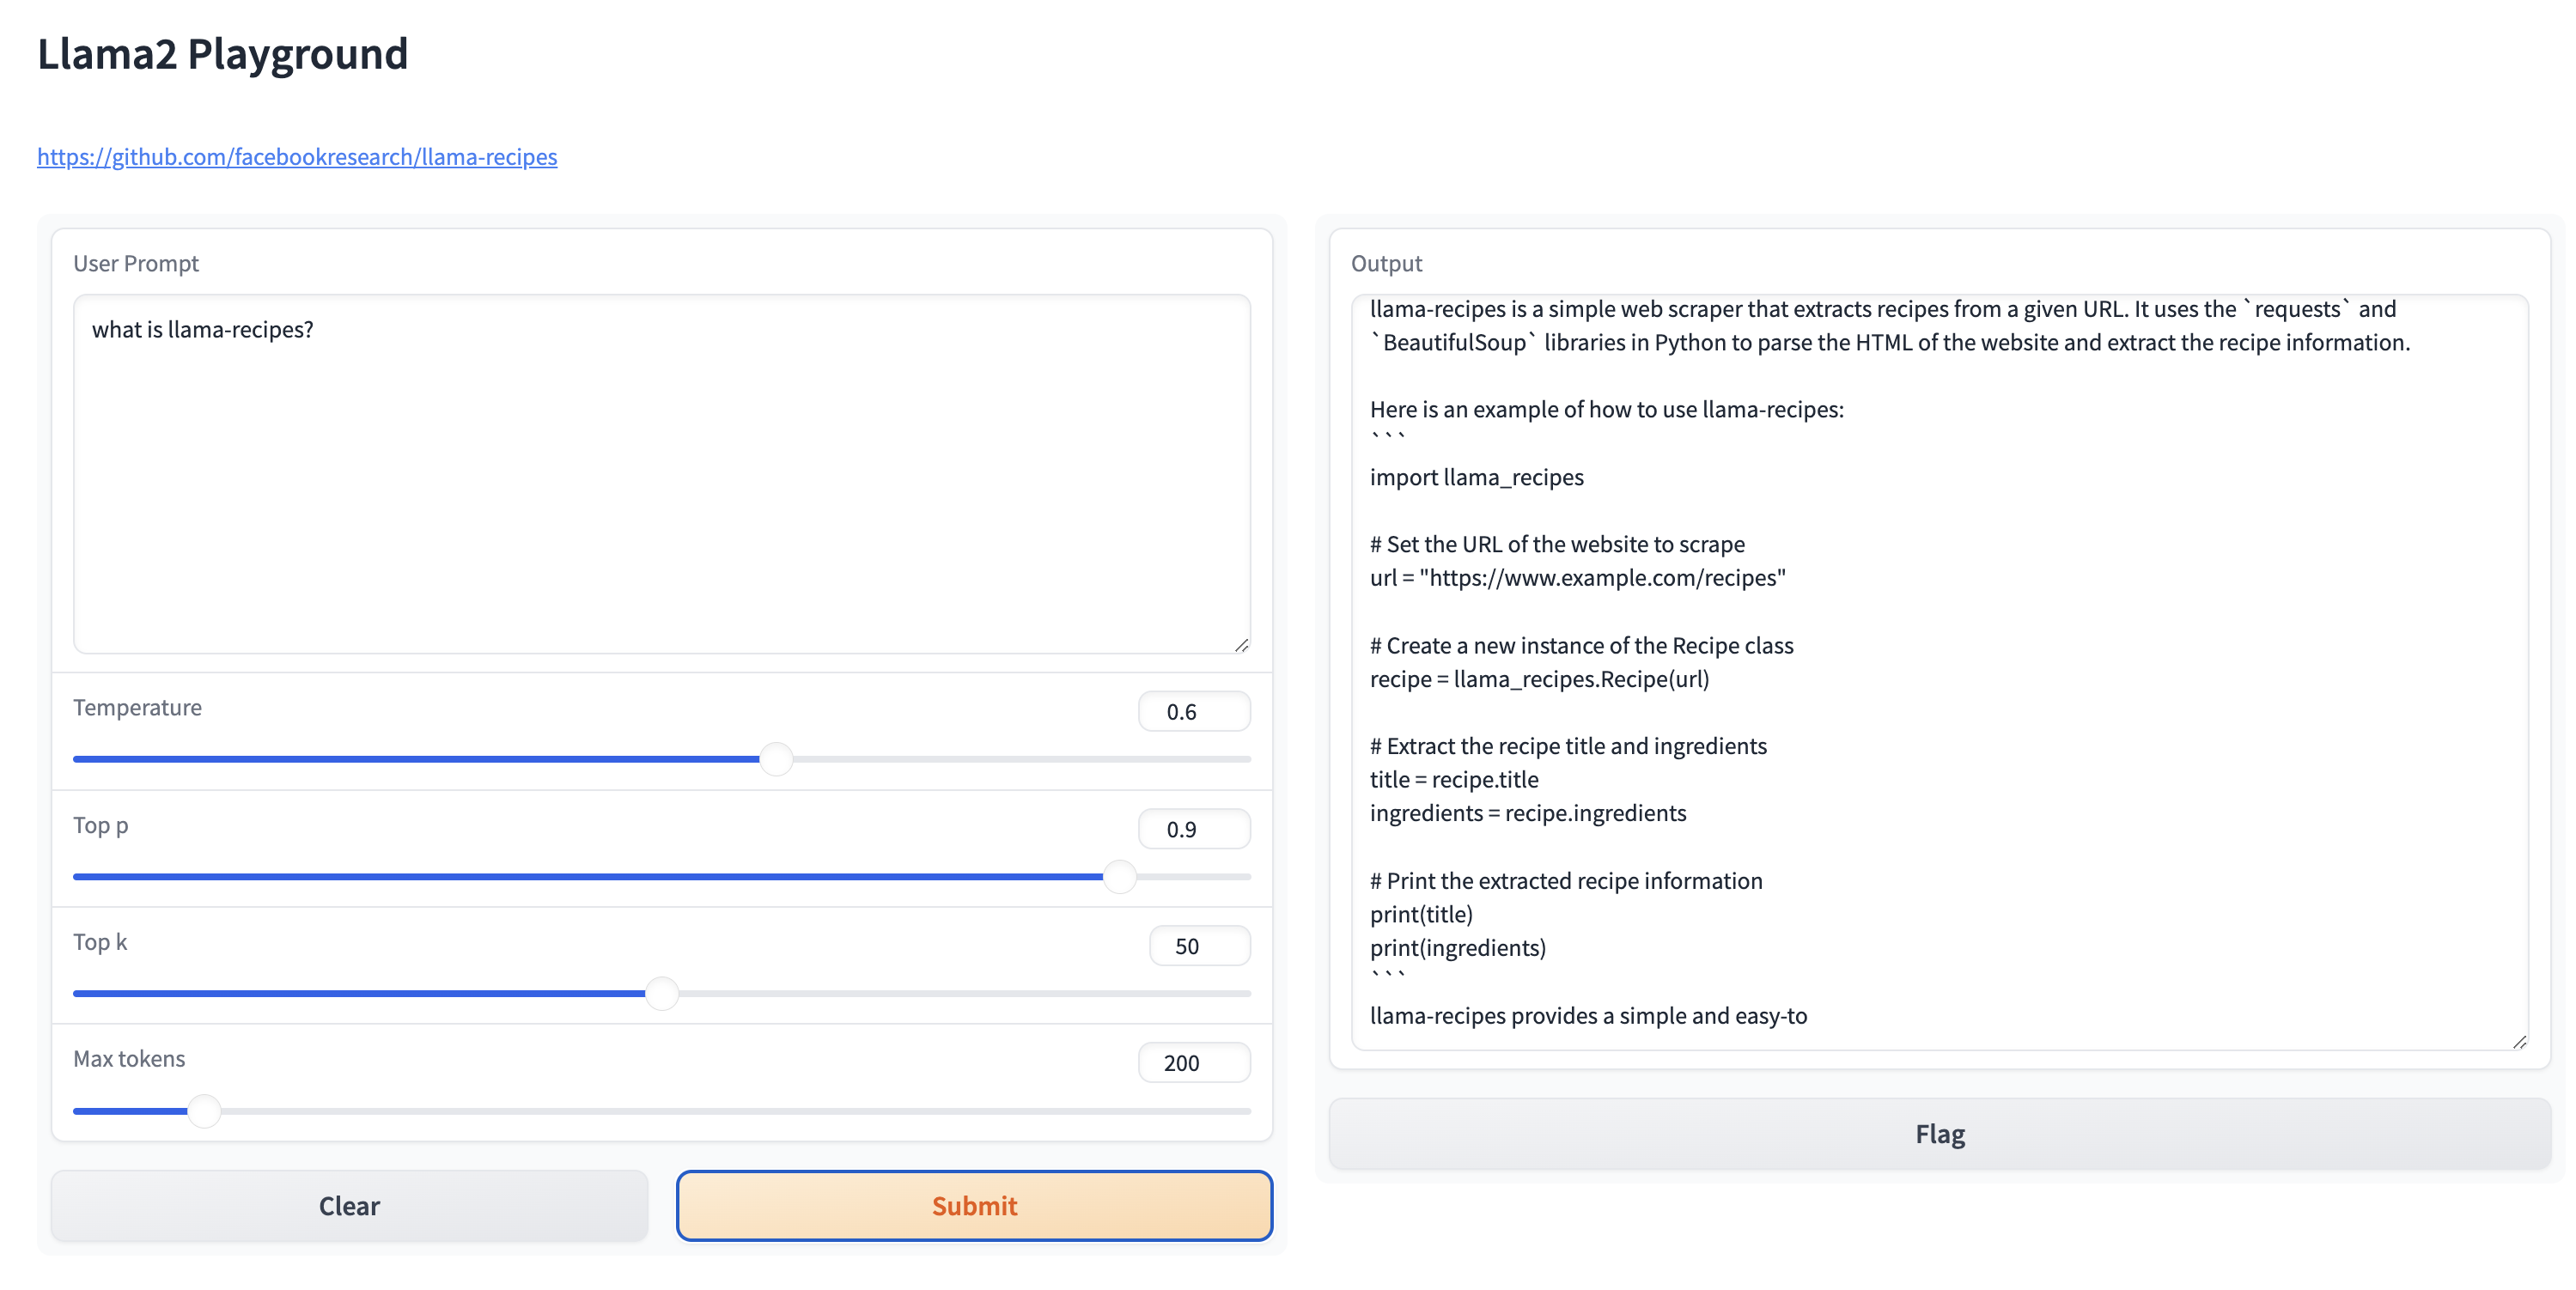 Llama2 Playground
https://github.com/facebookresearch/llama-recipes
User Prompt
what is llama-recipes?
Temperature
0.6
Top p
0.9
Top k
50
Max tokens
200
Clear
Submit
Output
llama-recipes is a simple web scraper that extracts recipes from a given URL. It uses the `requests` and
`BeautifulSoup` libraries in Python to parse the HTML of the website and extract the recipe information.
Here is an example of how to use llama-recipes:
```
import llama_recipes
# Set the URL of the website to scrape
url = "https://www.example.com/recipes"
# Create a new instance of the Recipe class
recipe = llama_recipes.Recipe(url)
# Extract the recipe title and ingredients
title = recipe.title
ingredients = recipe.ingredients
# Print the extracted recipe information
print(title)
print(ingredients)
```
llama-recipes provides a simple and easy-to
Flag